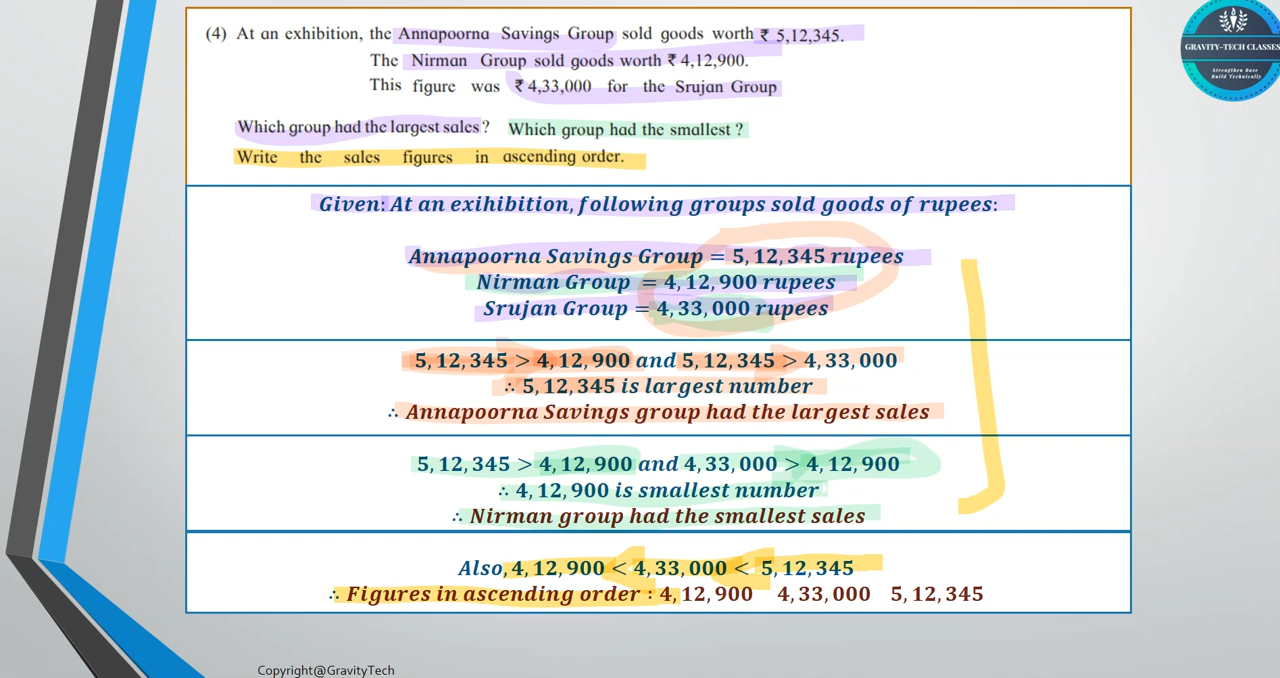 (4) At an exhibition, the Annapoorna Savings Group sold goods worth ₹ 5,12,345.
The Nirman Group sold goods worth ₹ 4,12,900.
This figure was ₹ 4,33,000 for the Srujan Group
Which group had the largest sales? Which group had the smallest ?
Write the sales figures in ascending order.
GRAVITY-TECH CLASSES
Strengthen Base
Build Technically
Given: At an exihibition, following groups sold goods of rupees:
Annapoorna Savings Group = 5,12,345 rupees
Nirman Group = 4,12,900 rupees
Srujan Group = 4,33,000 rupees
5,12,345 > 4,12,900 and 5,12,345 > 4,33,000
∴ 5,12,345 is largest number
∴ Annapoorna Savings group had the largest sales
5,12,345 > 4,12,900 and 4,33,000 > 4,12,900
∴ 4,12,900 is smallest number
∴ Nirman group had the smallest sales
Also, 4,12,900 < 4,33,000 < 5,12,345
∴ Figures in ascending order : 4,12,900 4,33,000 5,12,345
Copyright@GravityTech